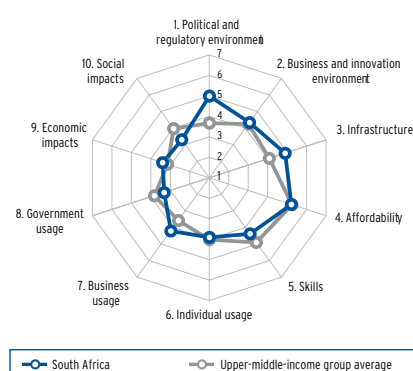 1. Political and
regulatory environment
7
10. Social
impacts
6
2. Business and innovation
environment
5
4
9. Economic
impacts
3
3. Infrastructure
2
1
8. Government
usage
4. Affordability
7. Business
usage
5. Skills
6. Individual usage
South Africa
Upper-middle-income group average